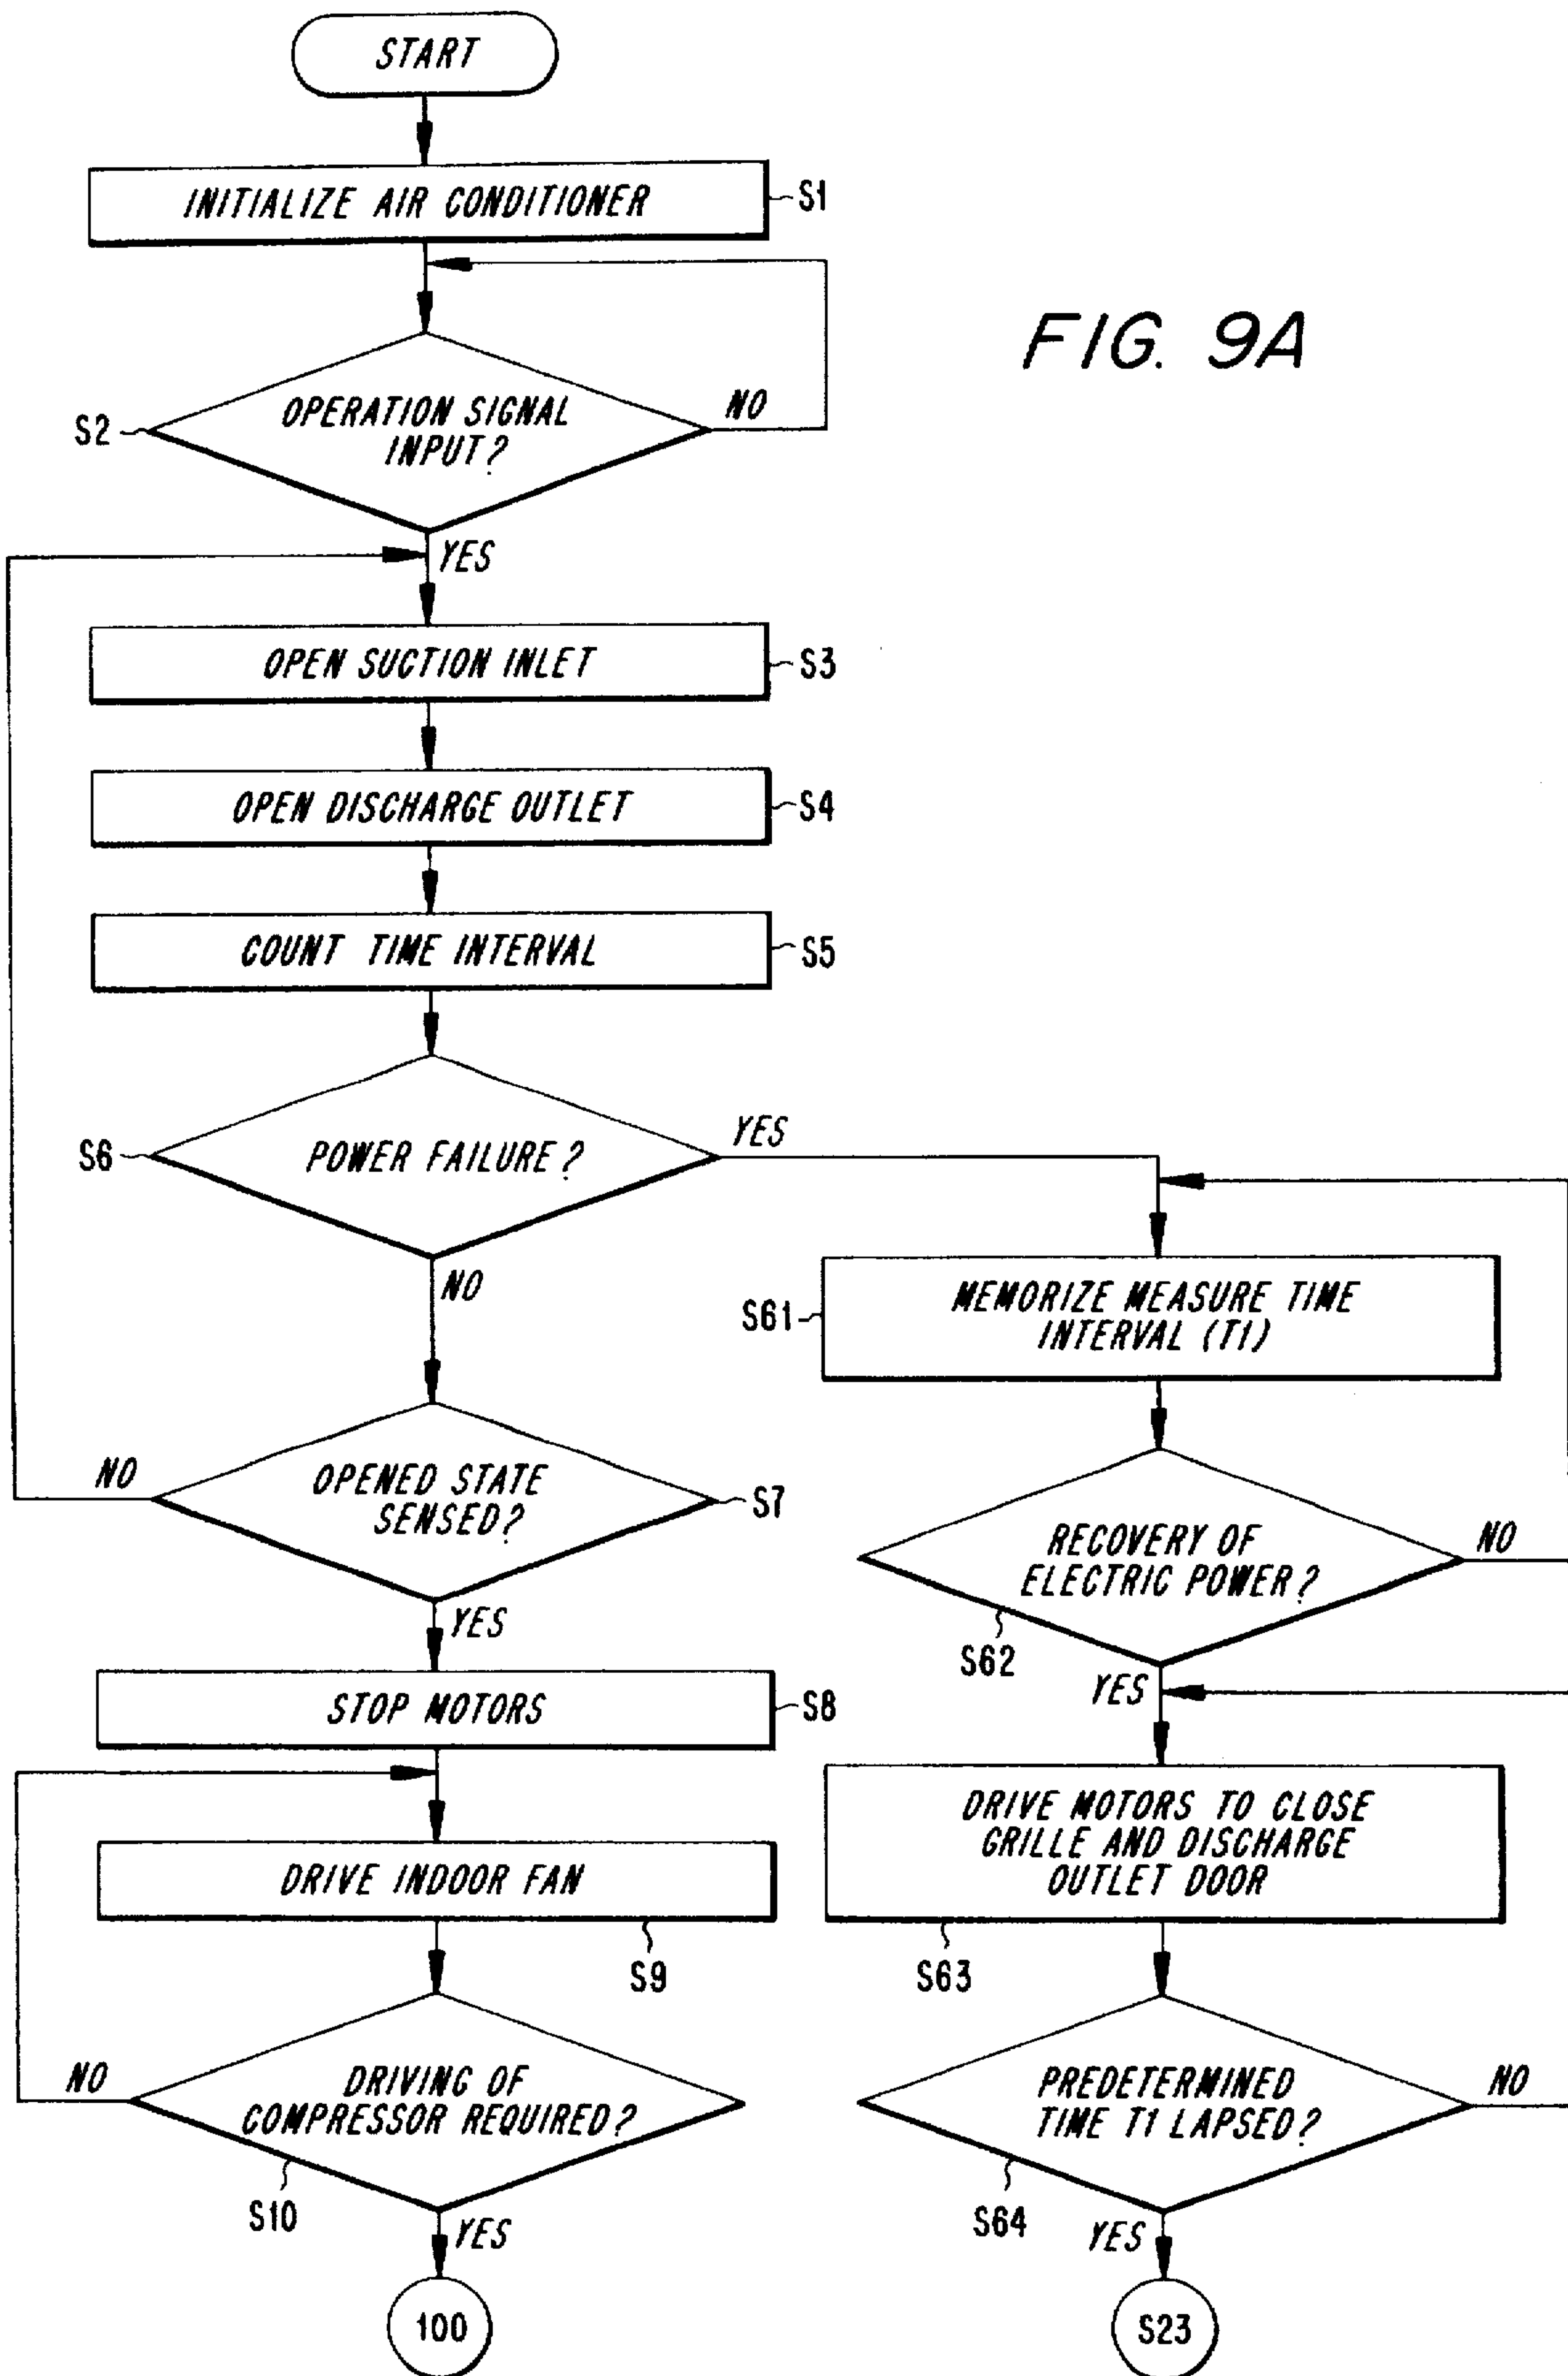 START
INITIALIZE AIR CONDITIONER
S1
FIG. 9A
S2
OPERATION SIGNAL
INPUT?
NO
YES
OPEN SUCTION INLET
S3
OPEN DISCHARGE OUTLET
S4
COUNT TIME INTERVAL
S5
S6
POWER FAILURE?
YES
NO
S61
MEMORIZE MEASURE TIME
INTERVAL (T1)
NO
OPENED STATE
SENSED?
S7
RECOVERY OF
ELECTRIC POWER?
NO
S62
YES
YES
STOP MOTORS
S8
DRIVE MOTORS TO CLOSE
GRILLE AND DISCHARGE
OUTLET DOOR
S63
DRIVE INDOOR FAN
S9
NO
DRIVING OF
COMPRESSOR REQUIRED?
S10
YES
PREDETERMINED
TIME T1 LAPSED?
NO
S64
YES
100
S23